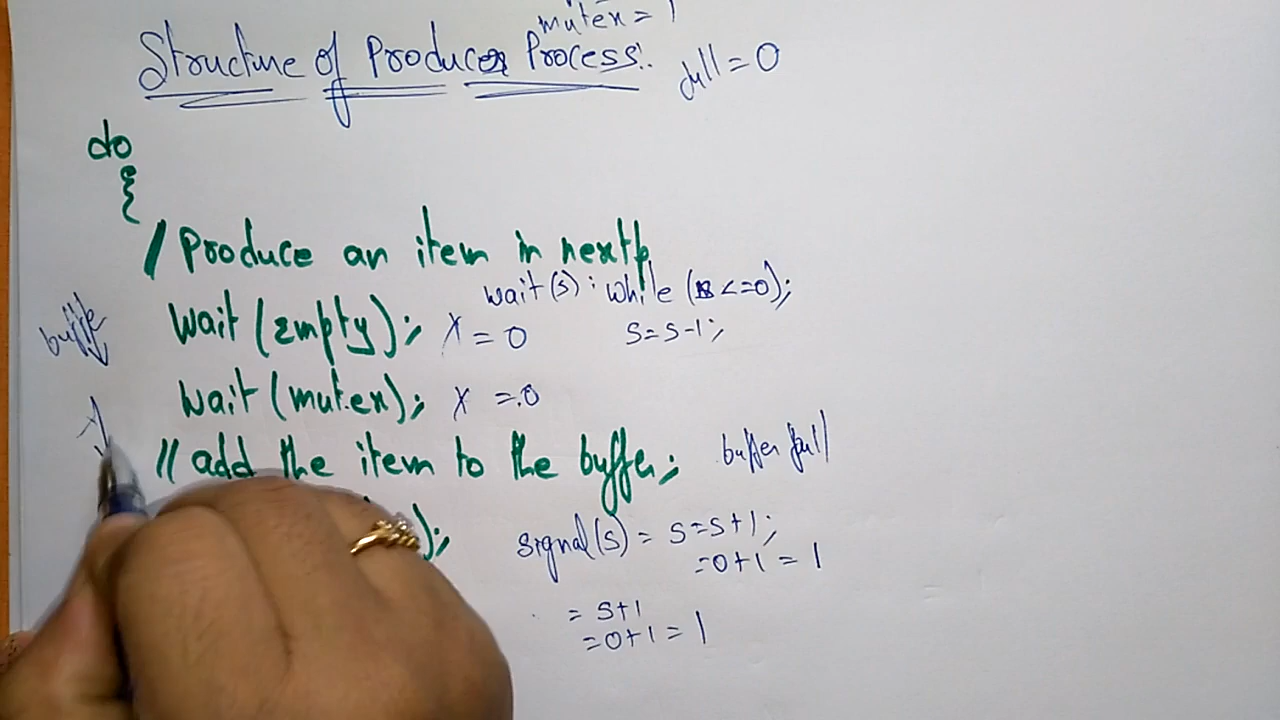 mutex = 1
Structure of Producer Process:.
full = 0
do
{
/ Produce an item in nextp
wait(s) : while (s <=0);
wait (empty); X = 0
s=s-1;
buffe
wait (mutex); X =.0
// add the item to the buffer; buffer full
);
signal(s) = s=s+1;
=0+1 = 1
= s+1
=0+1 = 1